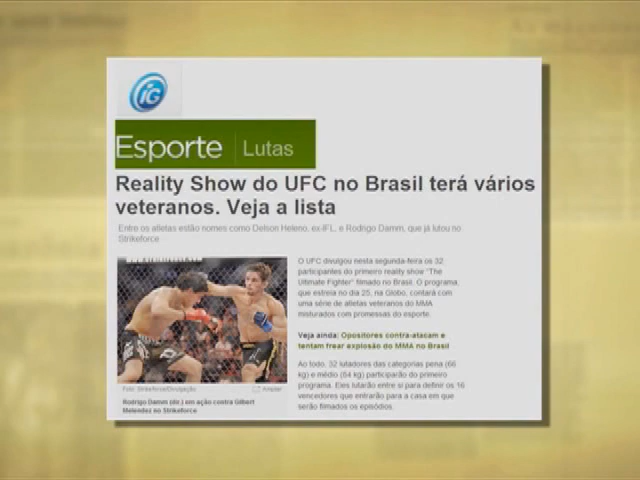 iG
Esporte Lutas
Reality Show do UFC no Brasil terá vários
veteranos. Veja a lista
Entre os atletas estão nomes como Delson Heleno, ex-IFL, e Rodrigo Damm, que já lutou no
Strikeforce
O UFC divulgou nesta segunda-feira os 32
participantes do primeiro reality show "The
Ultimate Fighter" filmado no Brasil. O programa,
que estreia no dia 25, na Globo, contará com
uma série de atletas veteranos do MMA
misturados com promessas do esporte.
Veja ainda: Opositores contra-atacam e
tentam frear explosão do MMA no Brasil
Ao todo, 32 lutadores das categorias pena (66
kg) e médio (84 kg) participarão do primeiro
programa. Eles lutarão entre si para definir os 16
vencedores que entrarão para a casa em que
serão filmados os episódios.
Foto: Strikeforce/Divulgação Ampliar
Rodrigo Damm (dir.) em ação contra Gilbert
Melendez no Strikeforce